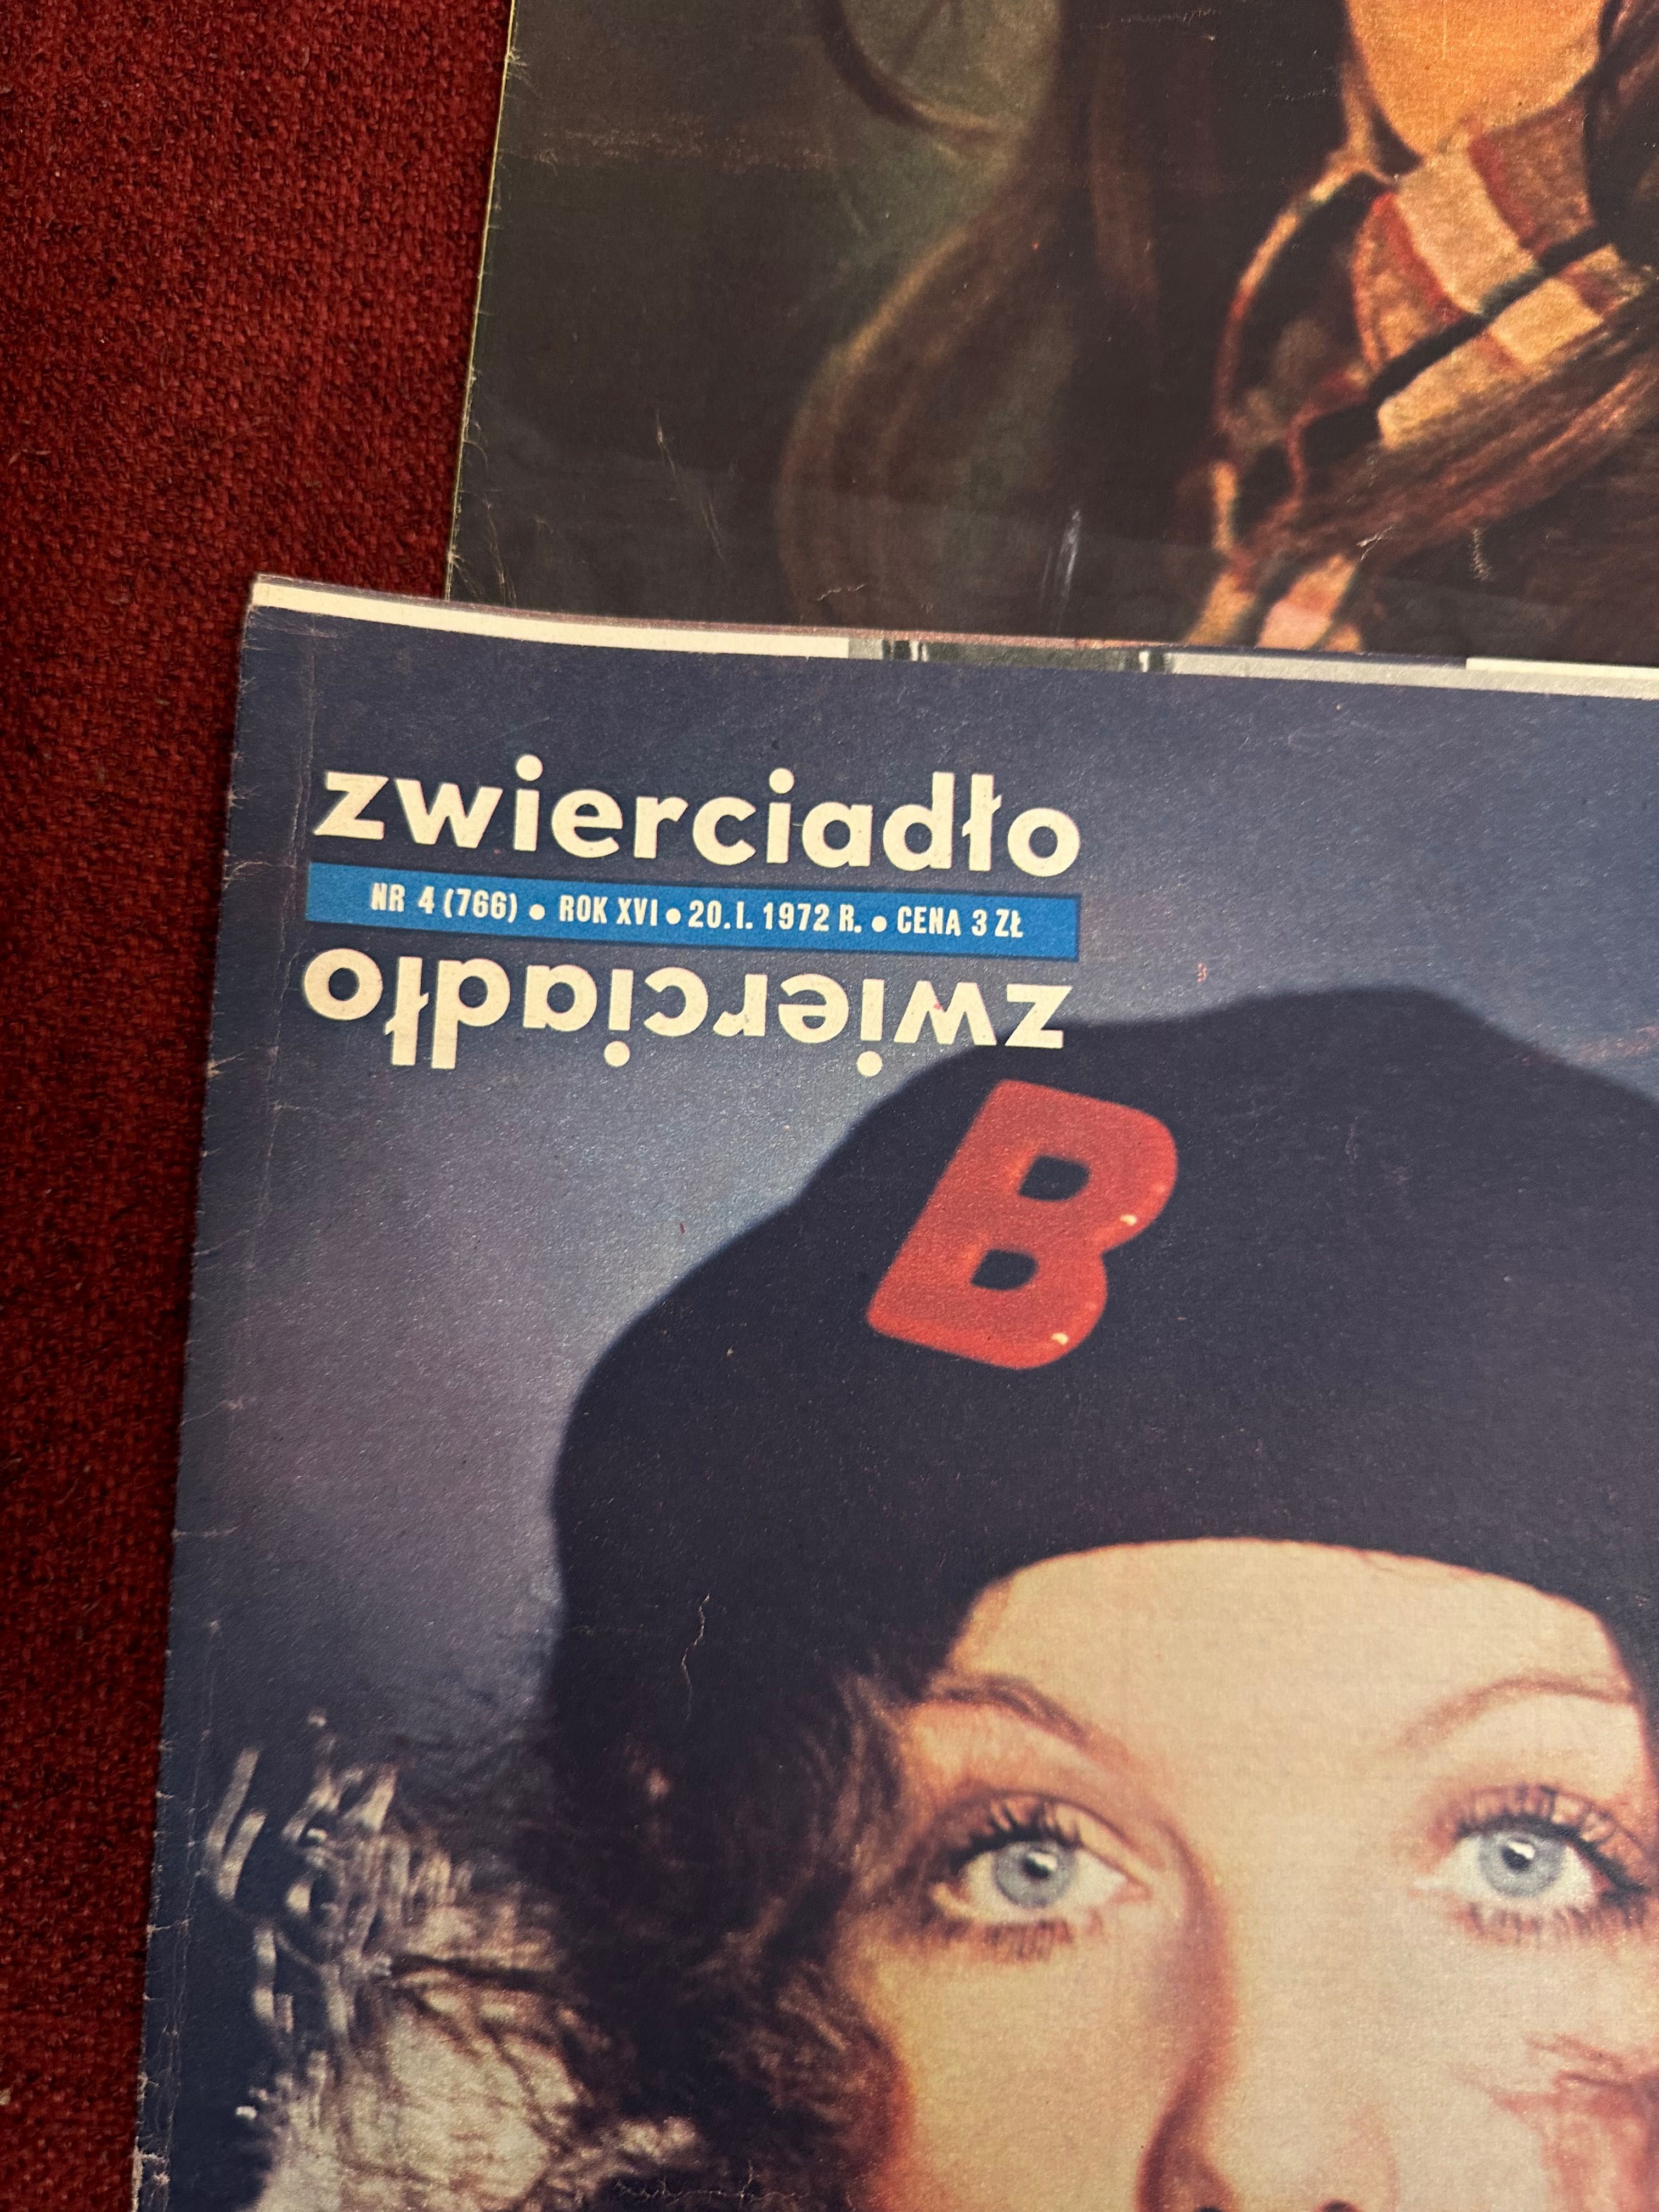 zwierciadło
NR 4 (766) • ROK XVI • 20.I. 1972 R. • CENA 3 ZŁ
zwierciadło
B